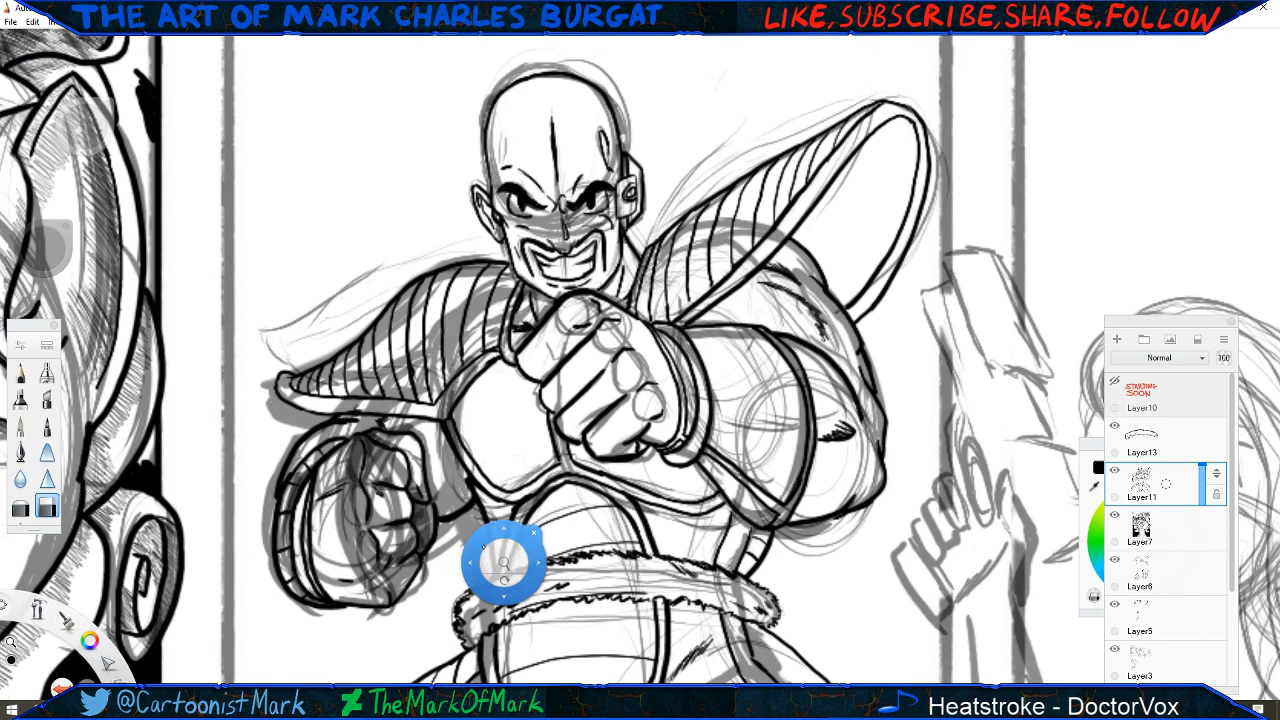 THE ART OF MARK CHARLES BURGAT
LIKE,SUBSCRIBE,SHARE,FOLLOW
File
Normal
100
STARTING
SOON
Layer10
Layer13
Layer11
Layer7
Layer6
Layer5
Layer3
@CartoonistMark
TheMarkOfMark
Heatstroke - DoctorVox